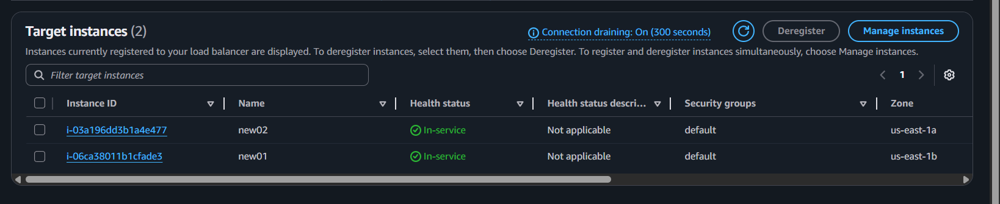 Target instances (2)
Connection draining: On (300 seconds)
Deregister
Manage instances
Instances currently registered to your load balancer are displayed. To deregister instances, select them, then choose Deregister. To register and deregister instances simultaneously, choose Manage instances.
Filter target instances
1
Instance ID Name Health status Health status descri... Security groups Zone
i-03a196dd3b1a4e477 new02 In-service Not applicable default us-east-1a
i-06ca38011b1cfade3 new01 In-service Not applicable default us-east-1b